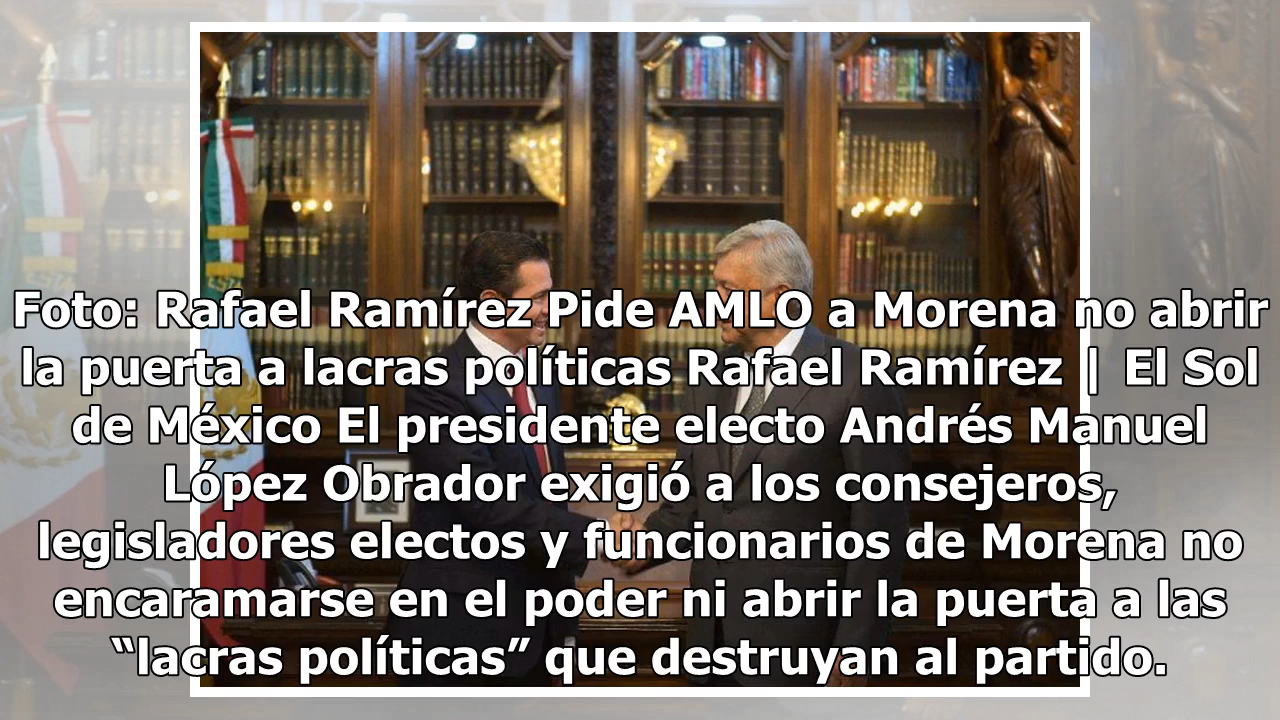 Foto: Rafael Ramírez Pide AMLO a Morena no abrir
la puerta a lacras políticas Rafael Ramírez | El Sol
de México El presidente electo Andrés Manuel
López Obrador exigió a los consejeros,
legisladores electos y funcionarios de Morena no
encaramarse en el poder ni abrir la puerta a las
“lacras políticas” que destruyan al partido.